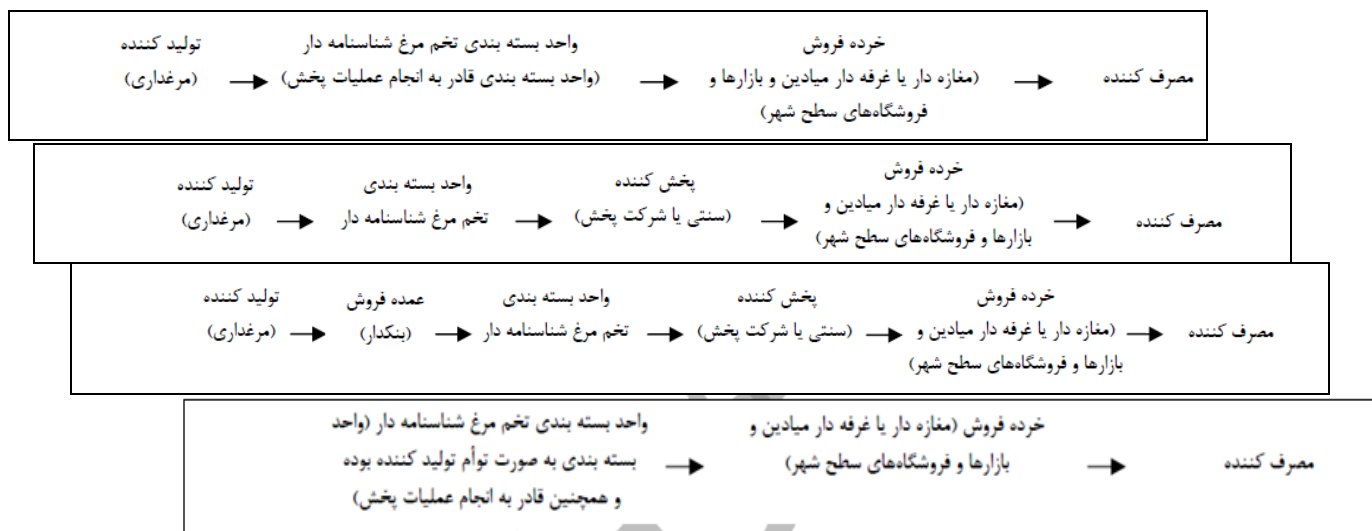 تولید کننده
(مرغداری)
واحد بسته بندی تخم مرغ شناسنامه دار
(واحد بسته بندی قادر به انجام عملیات پخش)
خرده فروش
(مغازه دار یا غرفه دار میادین و بازارها و
فروشگاه‌های سطح شهر)
مصرف کننده
تولید کننده
(مرغداری)
واحد بسته بندی
تخم مرغ شناسنامه دار
پخش کننده
(سنتی یا شرکت پخش)
خرده فروش
(مغازه دار یا غرفه دار میادین و
بازارها و فروشگاه‌های سطح شهر)
مصرف کننده
تولید کننده
(مرغداری)
عمده فروش
(بنکدار)
واحد بسته بندی
تخم مرغ شناسنامه دار
پخش کننده
(سنتی یا شرکت پخش)
خرده فروش
(مغازه دار یا غرفه دار میادین و
بازارها و فروشگاه‌های سطح شهر)
مصرف کننده
واحد بسته بندی تخم مرغ شناسنامه دار (واحد
بسته بندی به صورت توأم تولید کننده بوده
و همچنین قادر به انجام عملیات پخش)
خرده فروش (مغازه دار یا غرفه دار میادین و
بازارها و فروشگاه‌های سطح شهر)
مصرف کننده